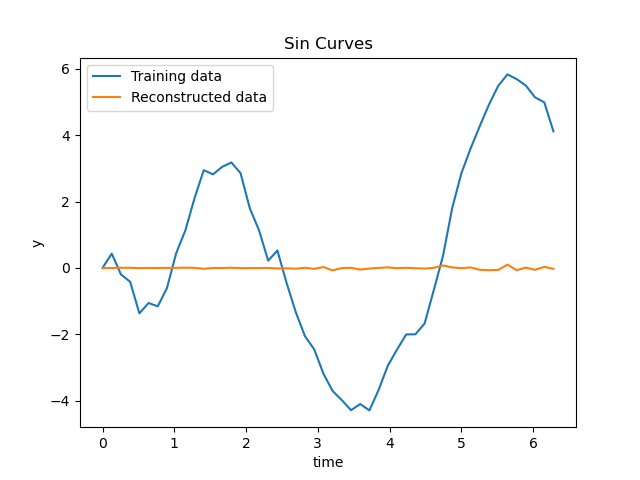 Sin Curves
Training data
Reconstructed data
y
6
4
2
0
−2
−4
0 1 2 3 4 5 6
time